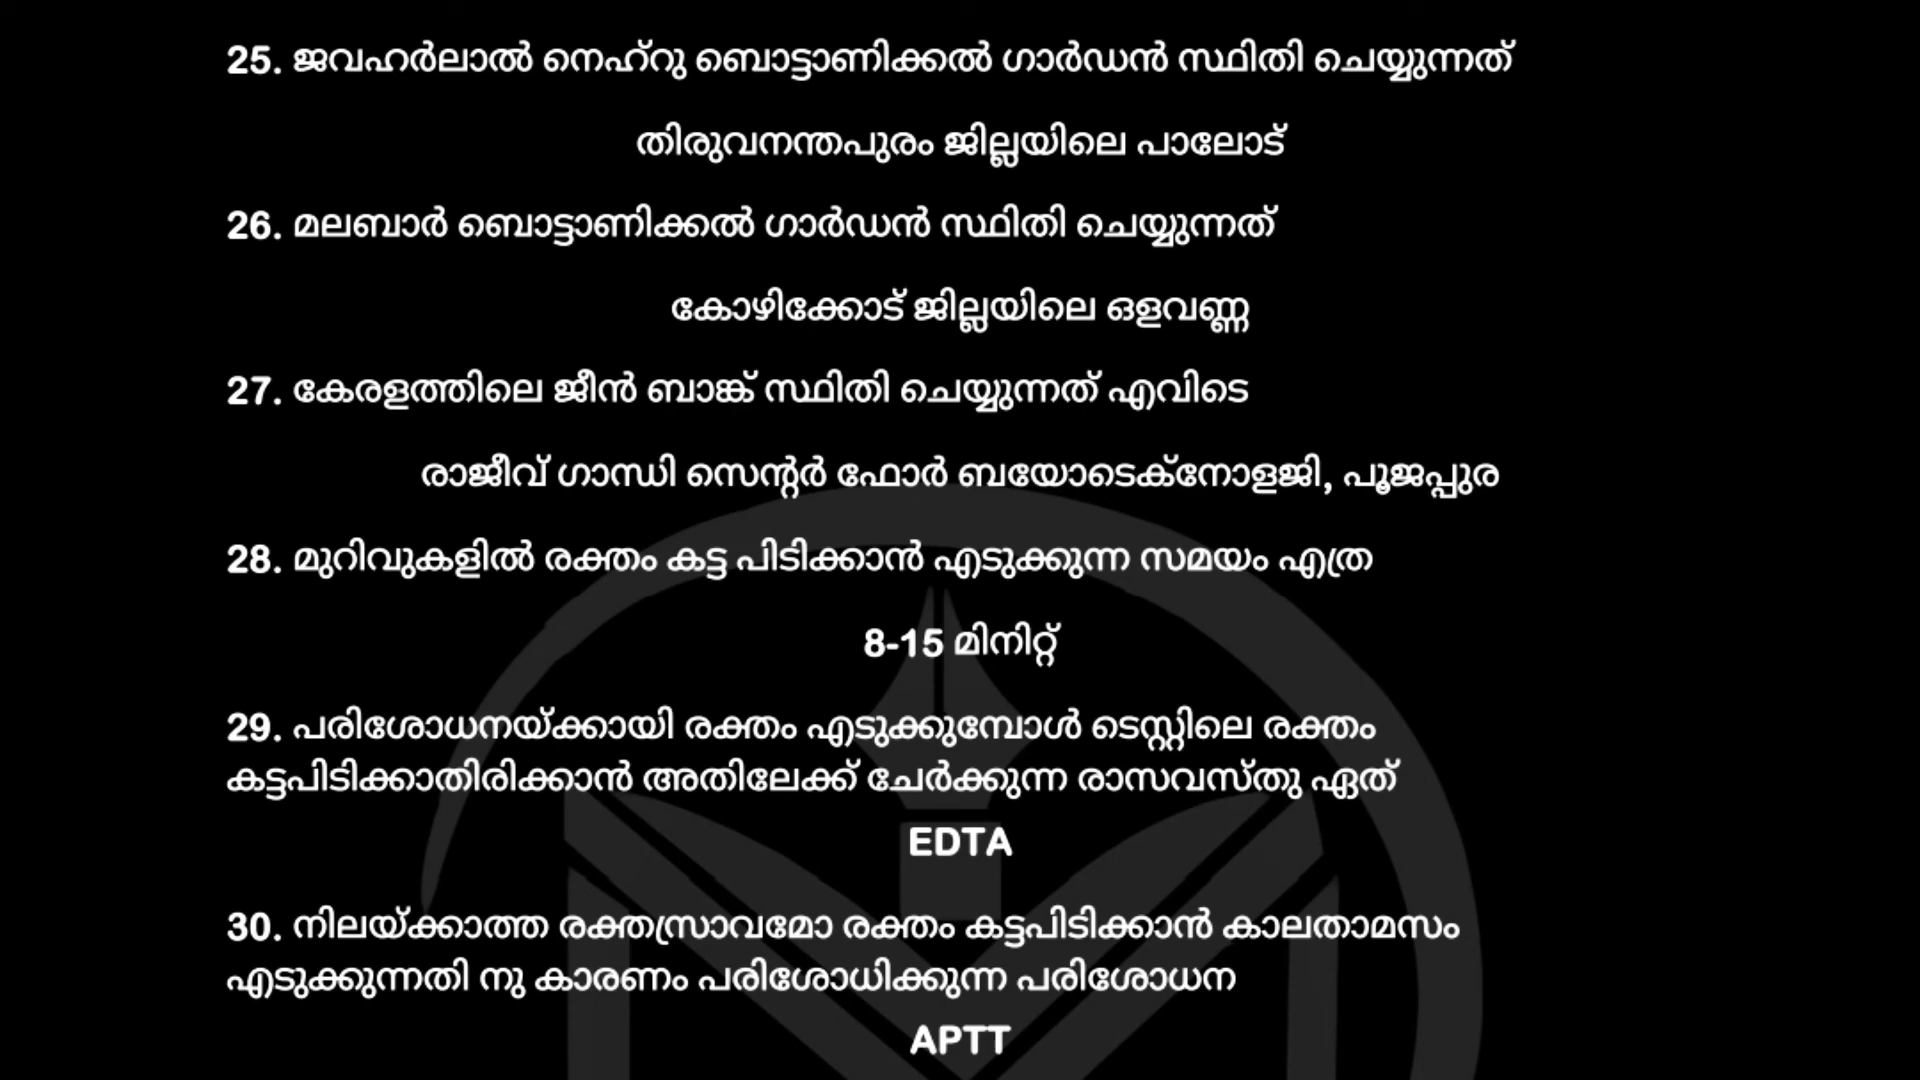 25. ജവഹർലാൽ നെഹ്റു ബൊട്ടാണിക്കൽ ഗാർഡൻ സ്ഥിതി ചെയ്യുന്നത്
തിരുവനന്തപുരം ജില്ലയിലെ പാലോട്
26. മലബാർ ബൊട്ടാണിക്കൽ ഗാർഡൻ സ്ഥിതി ചെയ്യുന്നത്
കോഴിക്കോട് ജില്ലയിലെ ഒളവണ്ണ
27. കേരളത്തിലെ ജീൻ ബാങ്ക് സ്ഥിതി ചെയ്യുന്നത് എവിടെ
രാജീവ് ഗാന്ധി സെന്റർ ഫോർ ബയോടെക്നോളജി, പൂജപ്പുര
28. മുറിവുകളിൽ രക്തം കട്ട പിടിക്കാൻ എടുക്കുന്ന സമയം എത്ര
8-15 മിനിറ്റ്
29. പരിശോധനയ്ക്കായി രക്തം എടുക്കുമ്പോൾ ടെസ്റ്റിലെ രക്തം
കട്ടപിടിക്കാതിരിക്കാൻ അതിലേക്ക് ചേർക്കുന്ന രാസവസ്തു ഏത്
EDTA
30. നിലയ്ക്കാത്ത രക്തസ്രാവമോ രക്തം കട്ടപിടിക്കാൻ കാലതാമസം
എടുക്കുന്നതി നു കാരണം പരിശോധിക്കുന്ന പരിശോധന
APTT